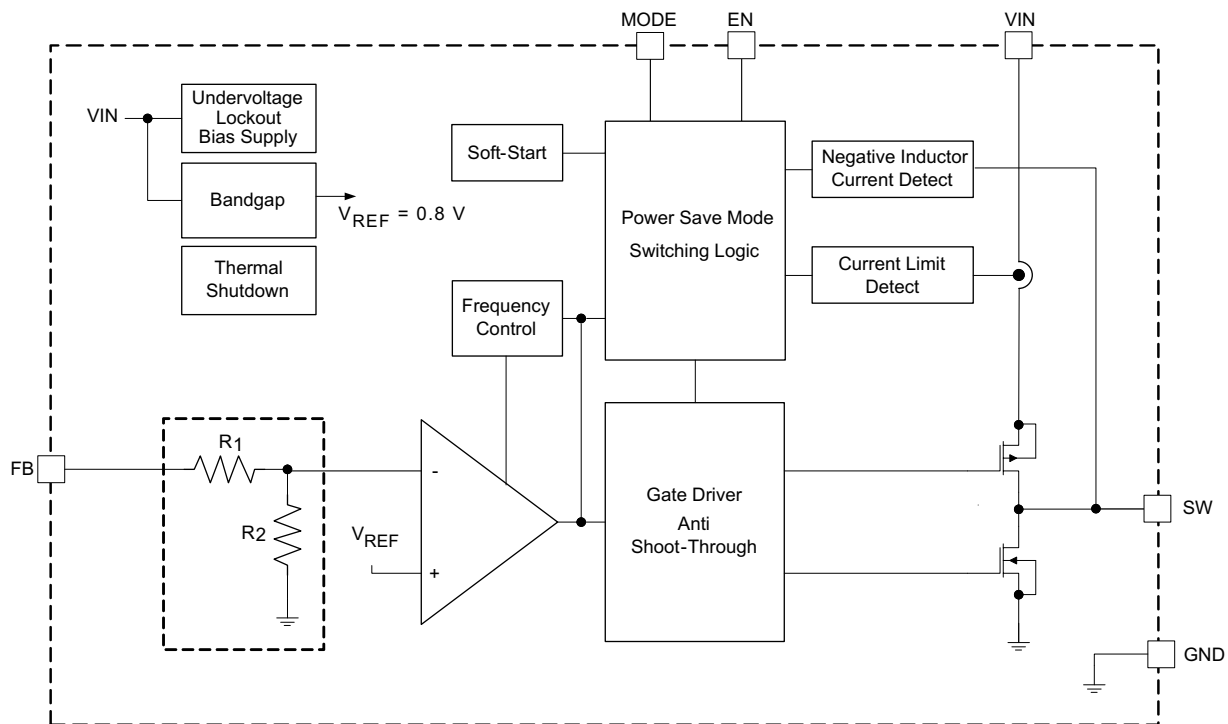 MODE
EN
VIN
VIN
Undervoltage
Lockout
Bias Supply
Soft-Start
Negative Inductor
Current Detect
Bandgap
V_REF = 0.8 V
Power Save Mode
Switching Logic
Thermal
Shutdown
Current Limit
Detect
Frequency
Control
FB
R1
R2
-
V_REF
+
Gate Driver
Anti
Shoot-Through
SW
GND